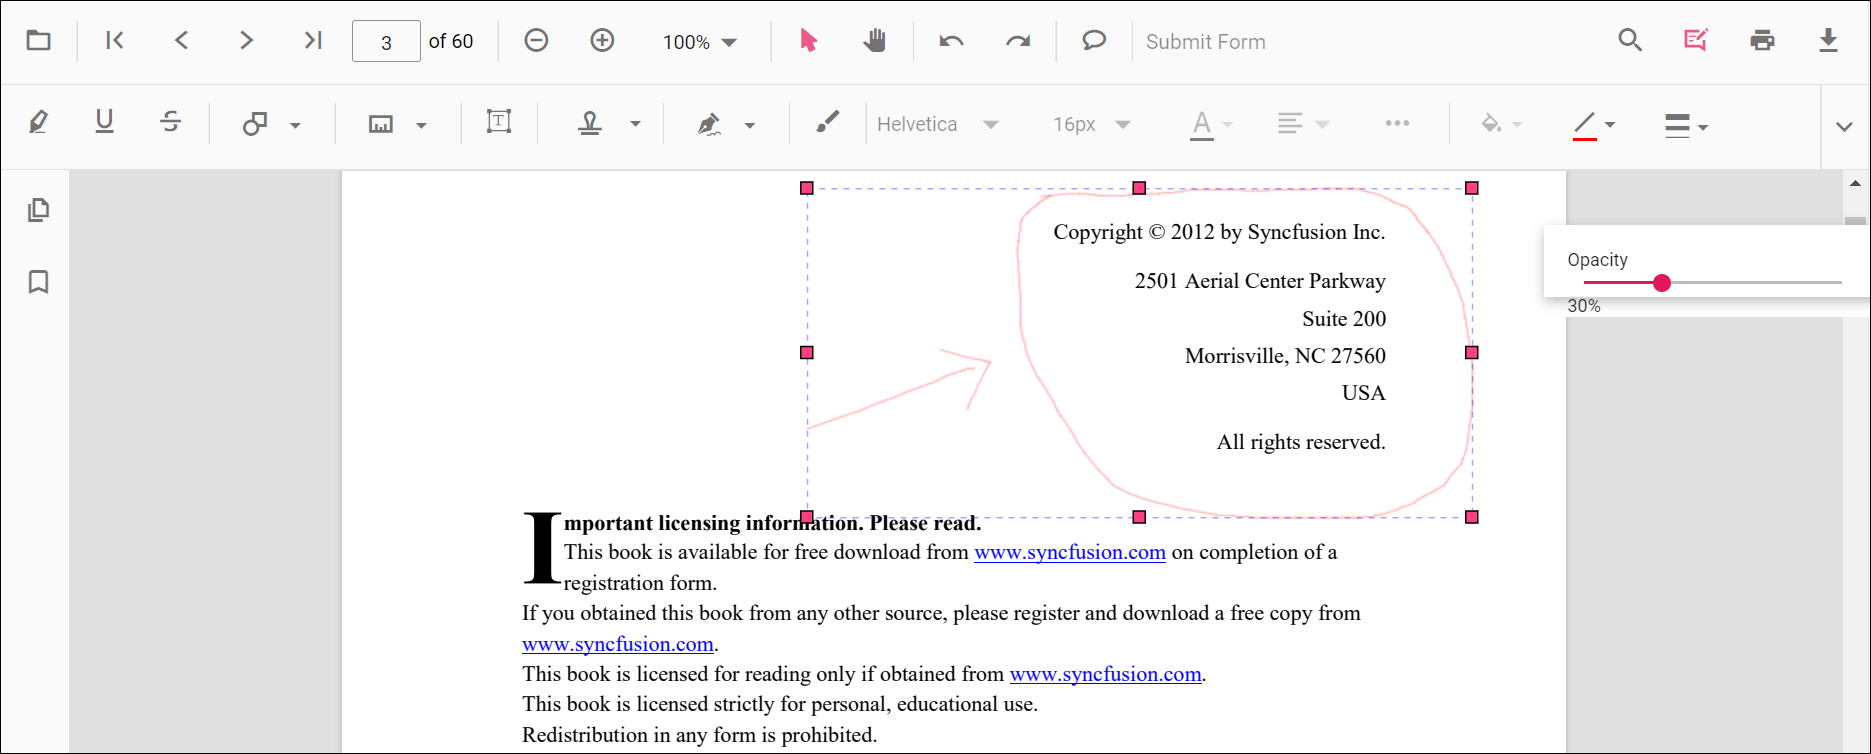 3 of 60 100% Submit Form
Helvetica 16px A
Copyright © 2012 by Syncfusion Inc.
2501 Aerial Center Parkway
Suite 200
Morrisville, NC 27560
USA
All rights reserved.
Opacity
30%
Important licensing information. Please read.
This book is available for free download from www.syncfusion.com on completion of a
registration form.
If you obtained this book from any other source, please register and download a free copy from
www.syncfusion.com.
This book is licensed for reading only if obtained from www.syncfusion.com.
This book is licensed strictly for personal, educational use.
Redistribution in any form is prohibited.